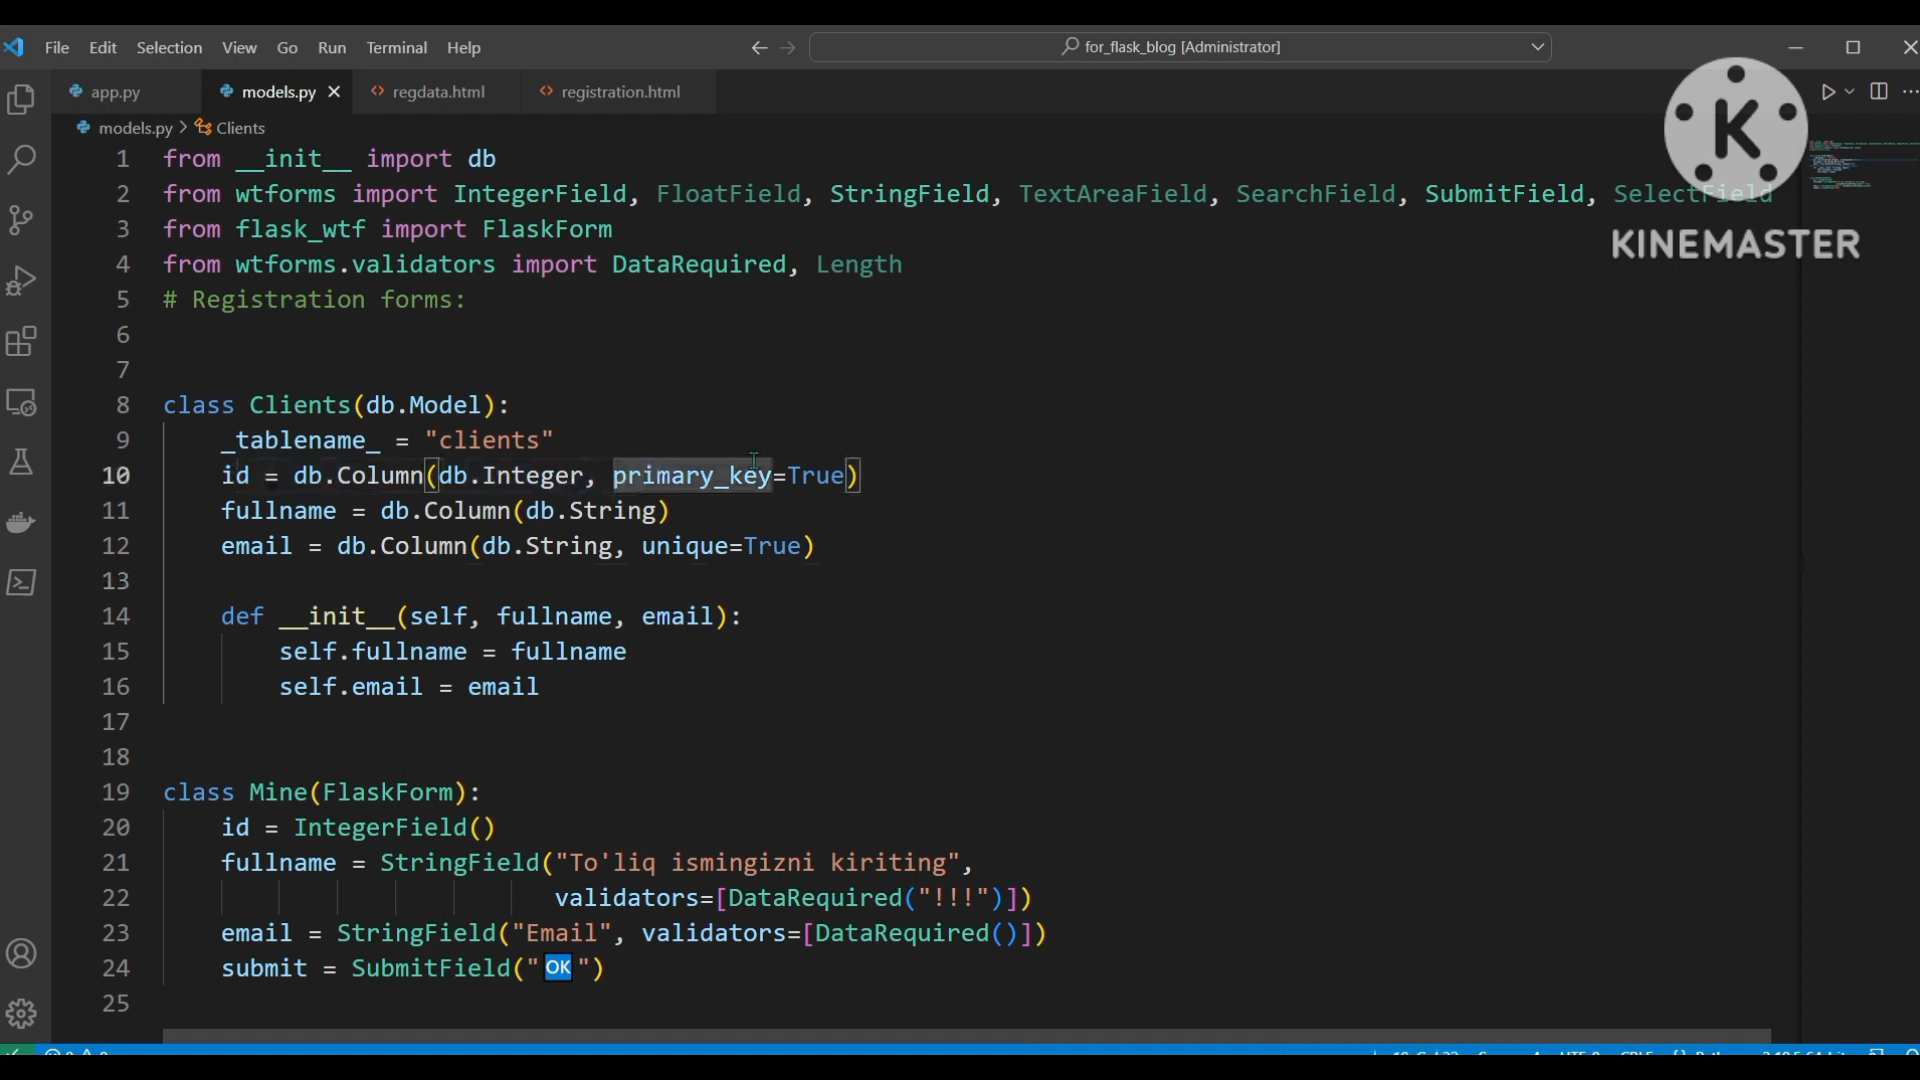 File Edit Selection View Go Run Terminal Help for_flask_blog [Administrator]
app.py models.py regdata.html registration.html
models.py > Clients
K
KINEMASTER
1 from __init__ import db
2 from wtforms import IntegerField, FloatField, StringField, TextAreaField, SearchField, SubmitField, SelectField
3 from flask_wtf import FlaskForm
4 from wtforms.validators import DataRequired, Length
5 # Registration forms:
6
7
8 class Clients(db.Model):
9 _tablename_ = "clients"
10 id = db.Column(db.Integer, primary_key=True)
11 fullname = db.Column(db.String)
12 email = db.Column(db.String, unique=True)
13
14 def __init__(self, fullname, email):
15 self.fullname = fullname
16 self.email = email
17
18
19 class Mine(FlaskForm):
20 id = IntegerField()
21 fullname = StringField("To'liq ismingizni kiriting",
22 validators=[DataRequired("!!!")])
23 email = StringField("Email", validators=[DataRequired()])
24 submit = SubmitField("🆗")
25